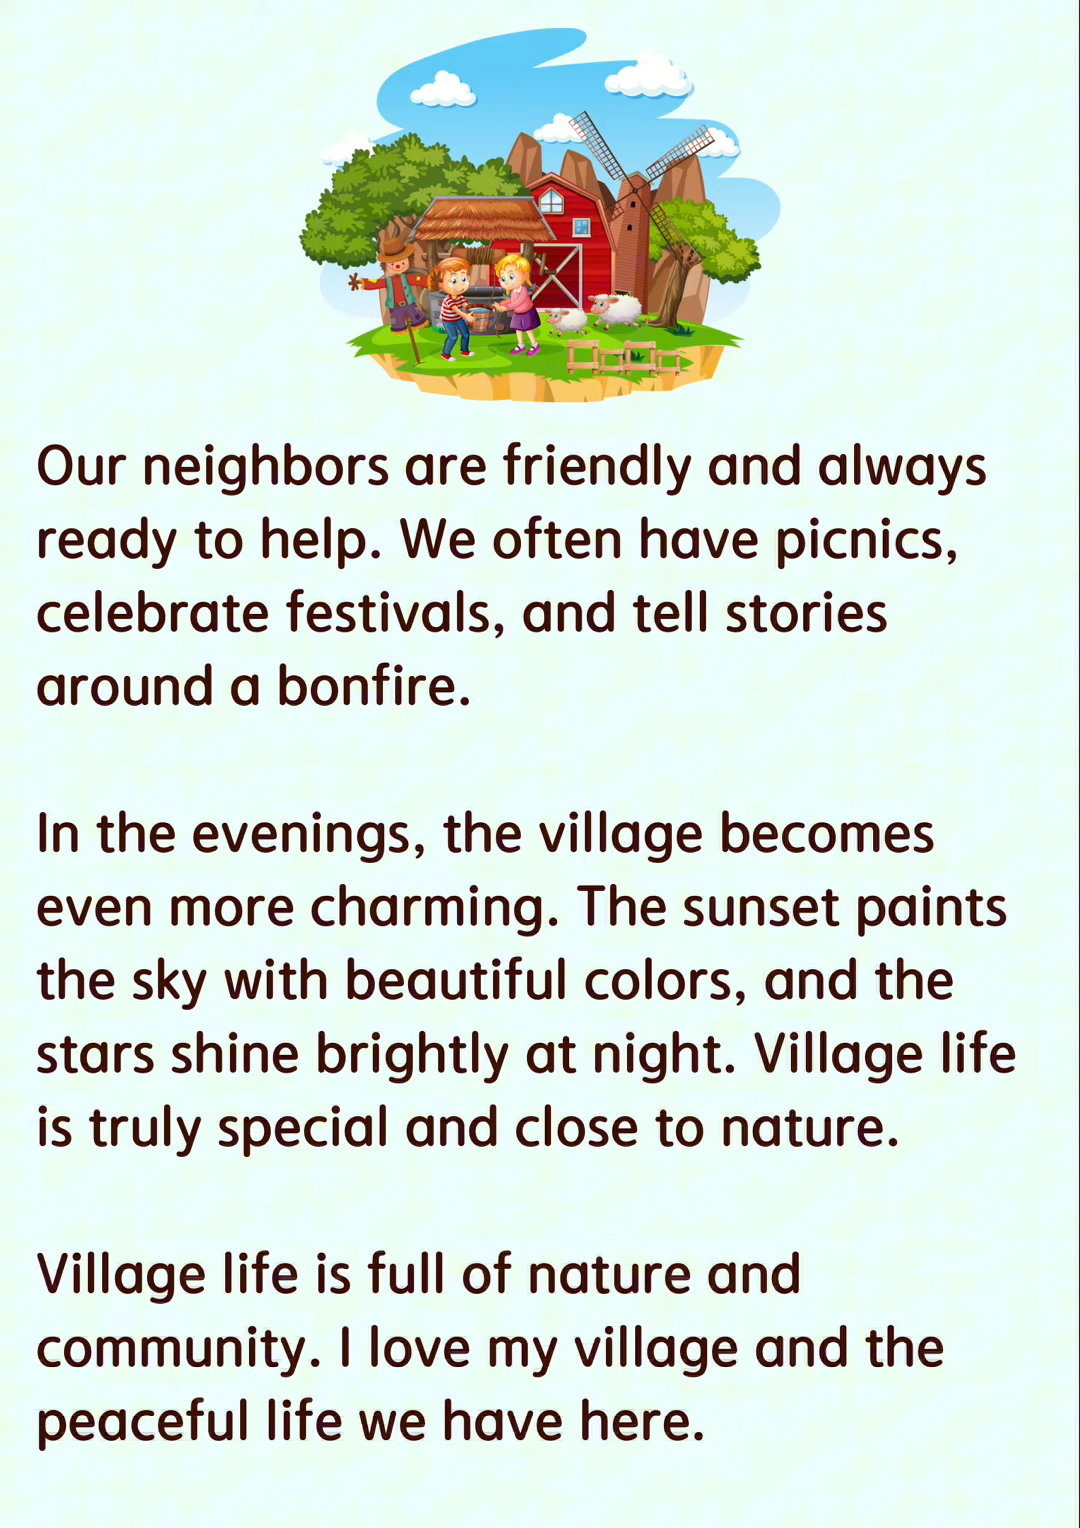 Our neighbors are friendly and always
ready to help. We often have picnics,
celebrate festivals, and tell stories
around a bonfire.
In the evenings, the village becomes
even more charming. The sunset paints
the sky with beautiful colors, and the
stars shine brightly at night. Village life
is truly special and close to nature.
Village life is full of nature and
community. I love my village and the
peaceful life we have here.